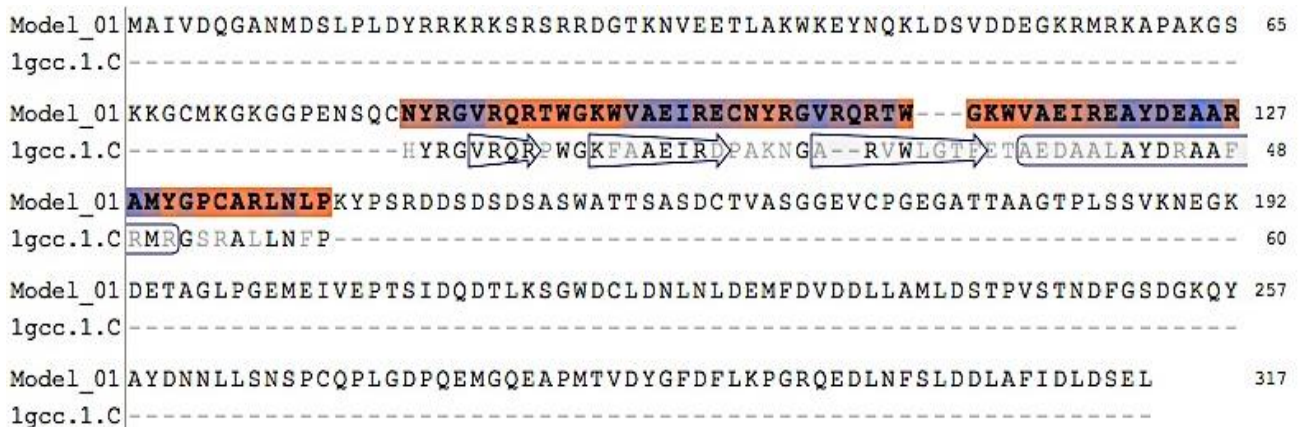 Model_01 MAIVDQGANMDSLPLDYRRKRKSRSRRDGTKNVEETLAKWKEYNQKLDSVDDEGKRMRKAPAKGS 65
1gcc.1.C -----------------------------------------------------------------
Model_01 KKGCMKGKGGPENSQCNYRGVRQRTWGKWVAEIRECNYRGVRQRTW---GKWVAEIREAYDEAAR 127
1gcc.1.C ----------------HYRGVRQRPWGKFAAEIRDPAKNGA--RVWLGTFETAEDAALAYDRAAF 48
Model_01 AMYGPCARLNLPKYPSRDDSDSDSASWATTSASDCTVASGGEVCPGEGATTAAGTPLSSVKNEGK 192
1gcc.1.C RMRGSRALLNFP----------------------------------------------------- 60
Model_01 DETAGLPGEMEIVEPTSIDQDTLKSGWDCLDNLNLDEMFDVDDLLAMLDSTPVSTNDFGSDGKQY 257
1gcc.1.C -----------------------------------------------------------------
Model_01 AYDNNLLSNSPCQPLGDPQEMGQEAPMTVDYGFDFLKPGRQEDLNFSLDDLAFIDLDSEL 317
1gcc.1.C ------------------------------------------------------------